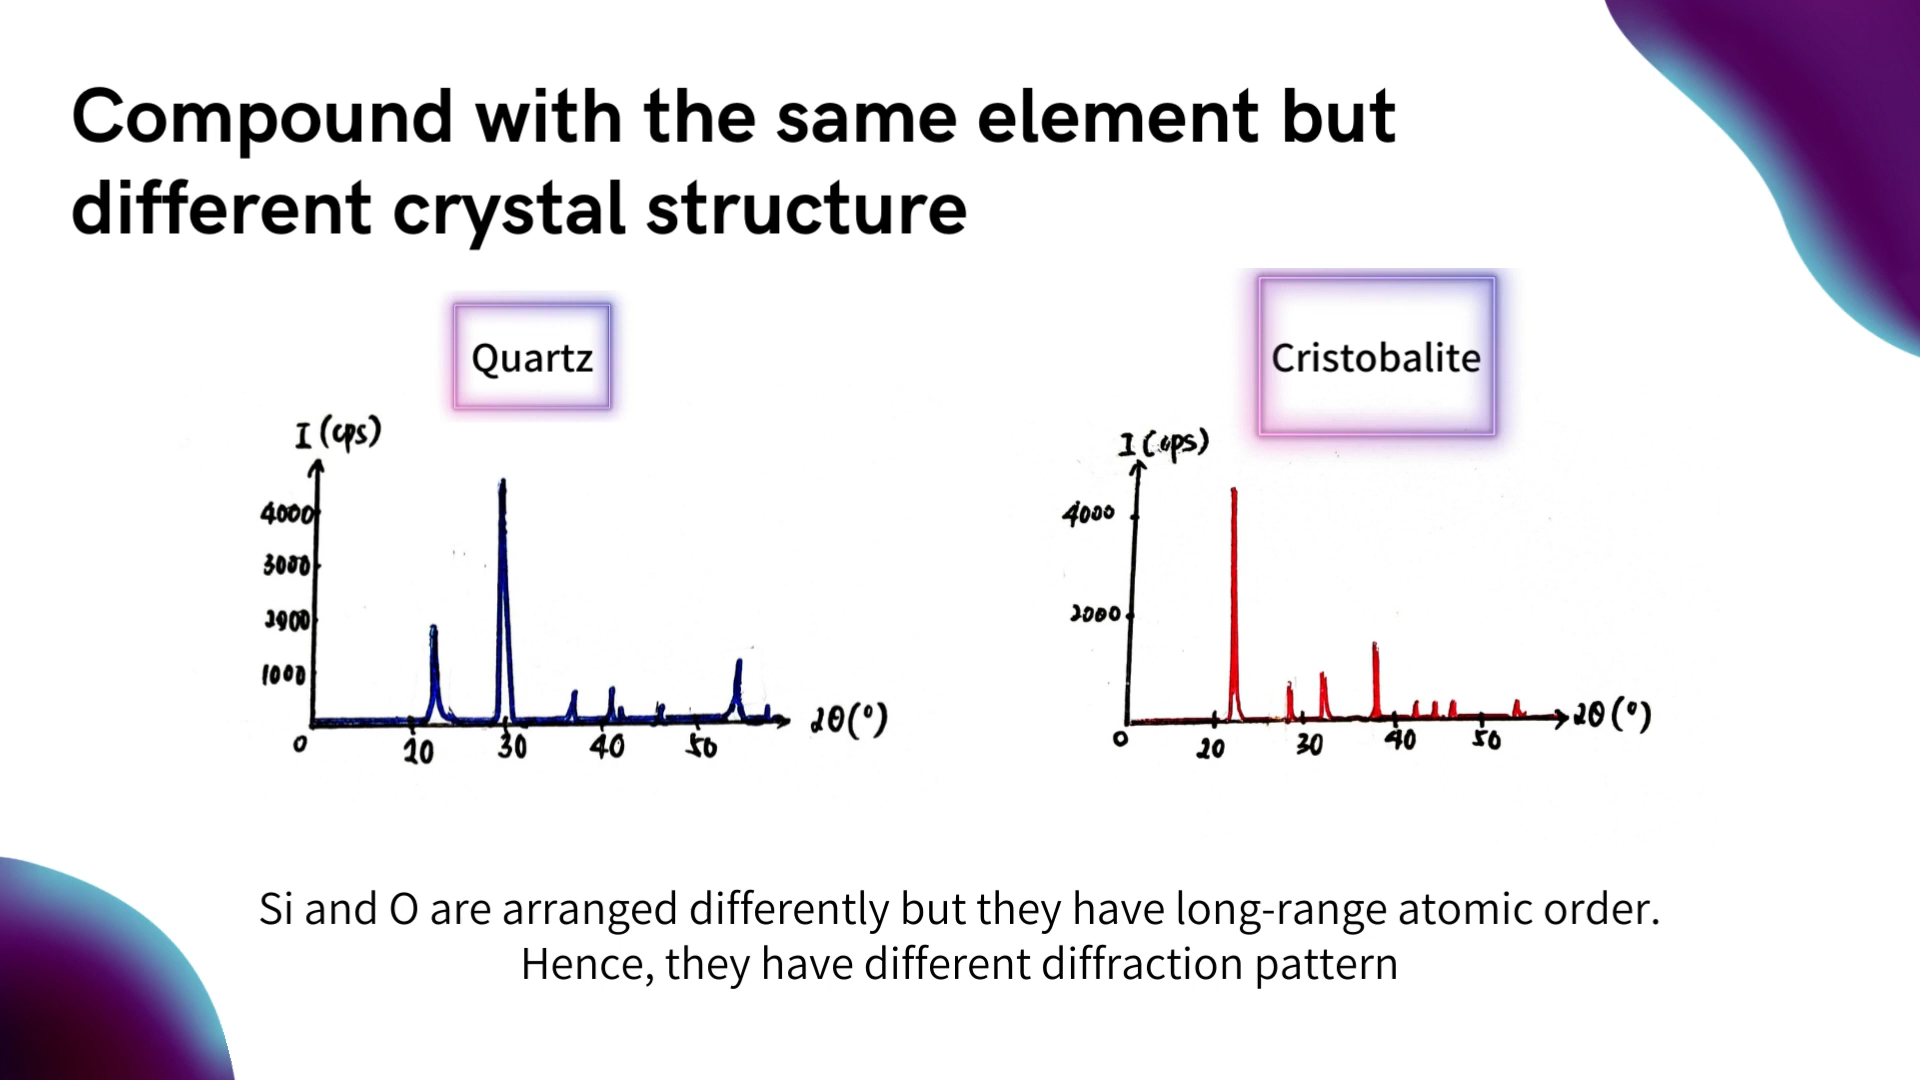 Compound with the same element but
different crystal structure
Quartz
Cristobalite
I (cps)
4000
3000
2000
1000
0
20
30
40
50
2θ(°)
I (cps)
4000
2000
0
20
30
40
50
2θ(°)
Si and O are arranged differently but they have long-range atomic order.
Hence, they have different diffraction pattern